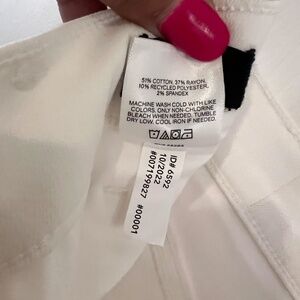 51% COTTON, 37% RAYON,
10% RECYCLED POLYESTER,
2% SPANDEX
MACHINE WASH COLD WITH LIKE
COLORS. ONLY NON-CHLORINE
BLEACH WHEN NEEDED. TUMBLE
DRY LOW. COOL IRON IF NEEDED.
ID# 6592
10/2022
#007199827 #00001